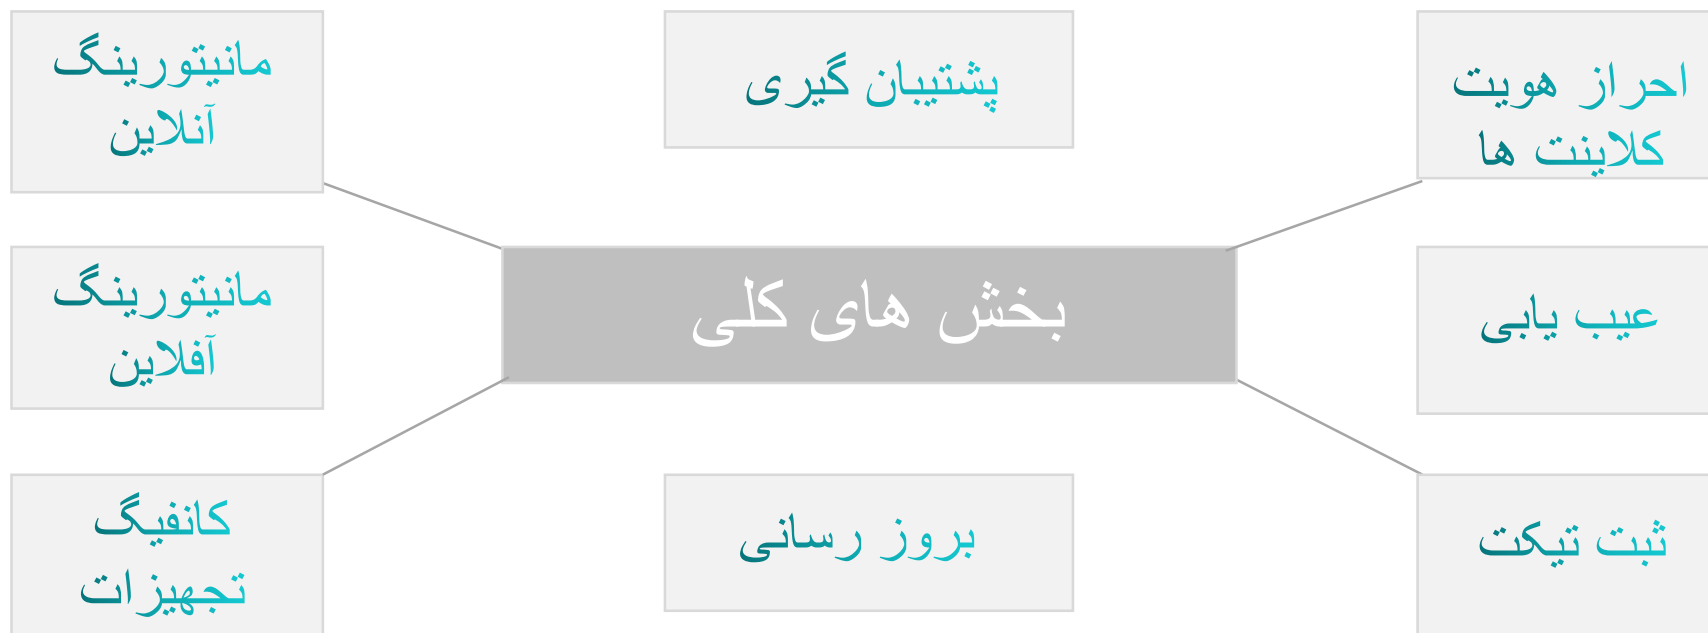 احراز هویت
کلاینت ها
پشتیبان گیری
مانیتورینگ
آنلاین
عیب یابی
بخش های کلی
مانیتورینگ
آفلاین
ثبت تیکت
بروز رسانی
کانفیگ
تجهیزات